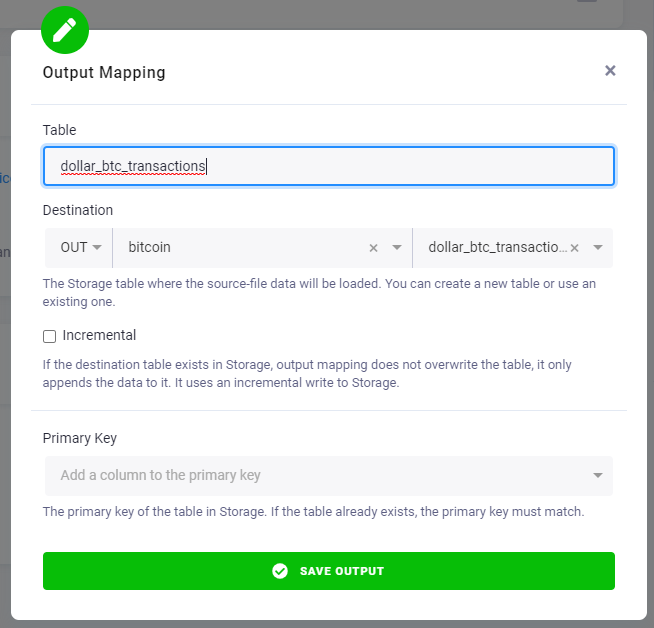 Output Mapping
×
Table
dollar_btc_transactions
Destination
OUT bitcoin × dollar_btc_transactio... ×
The Storage table where the source-file data will be loaded. You can create a new table or use an
existing one.
Incremental
If the destination table exists in Storage, output mapping does not overwrite the table, it only
appends the data to it. It uses an incremental write to Storage.
Primary Key
Add a column to the primary key
The primary key of the table in Storage. If the table already exists, the primary key must match.
SAVE OUTPUT